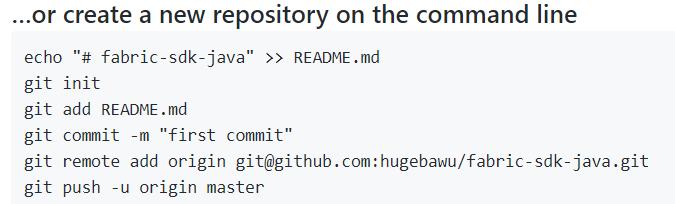 ...or create a new repository on the command line
echo "# fabric-sdk-java" >> README.md
git init
git add README.md
git commit -m "first commit"
git remote add origin git@github.com:hugebawu/fabric-sdk-java.git
git push -u origin master